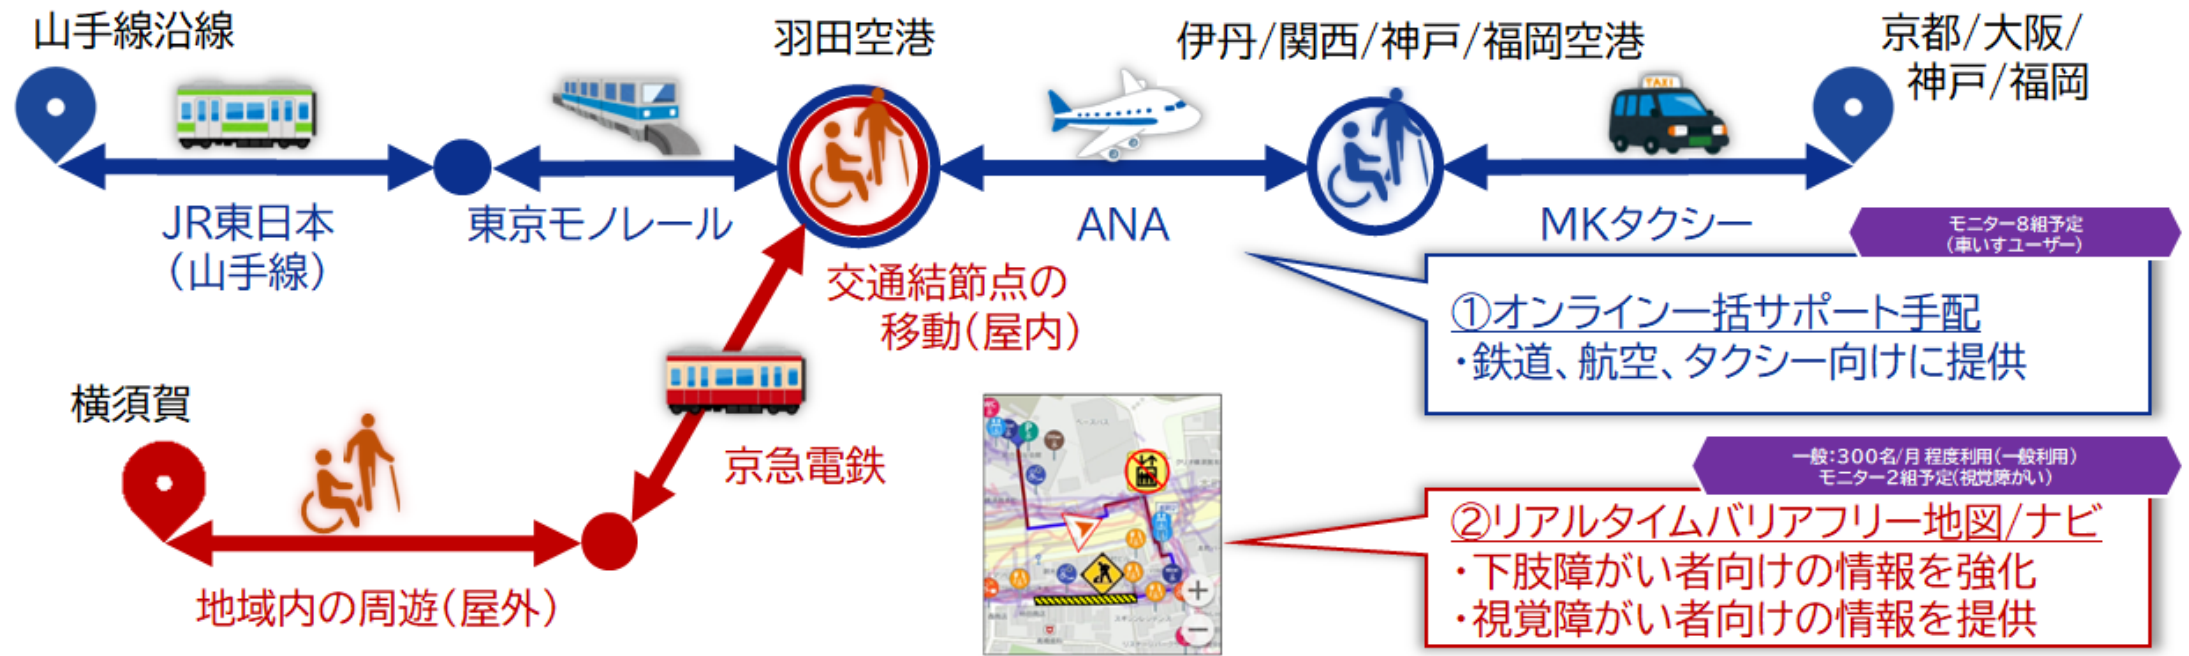 山手線沿線
羽田空港
伊丹/関西/神戸/福岡空港
京都/大阪/
神戸/福岡
TAXI
JR東日本
（山手線）
東京モノレール
ANA
MKタクシー
モニター8組予定
（車いすユーザー）
交通結節点の
移動（屋内）
①オンライン一括サポート手配
・鉄道、航空、タクシー向けに提供
横須賀
京急電鉄
地域内の周遊（屋外）
一般：300名/月 程度利用（一般利用）
モニター2組予定（視覚障がい）
②リアルタイムバリアフリー地図/ナビ
・下肢障がい者向けの情報を強化
・視覚障がい者向けの情報を提供